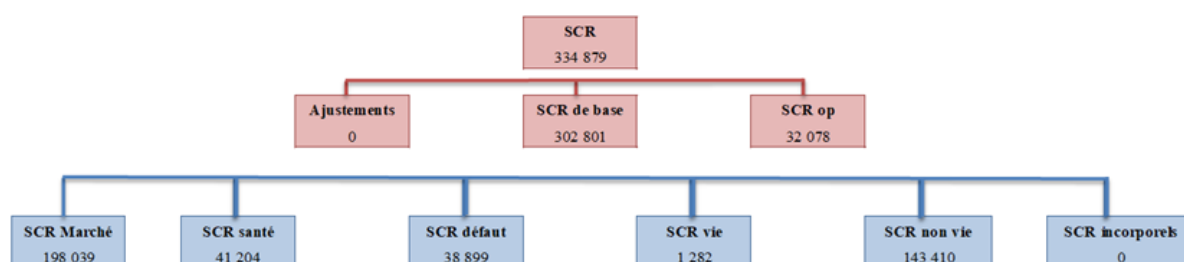 SCR
334 879
Ajustements
0
SCR de base
302 801
SCR op
32 078
SCR Marché
198 039
SCR santé
41 204
SCR défaut
38 899
SCR vie
1 282
SCR non vie
143 410
SCR incorporels
0